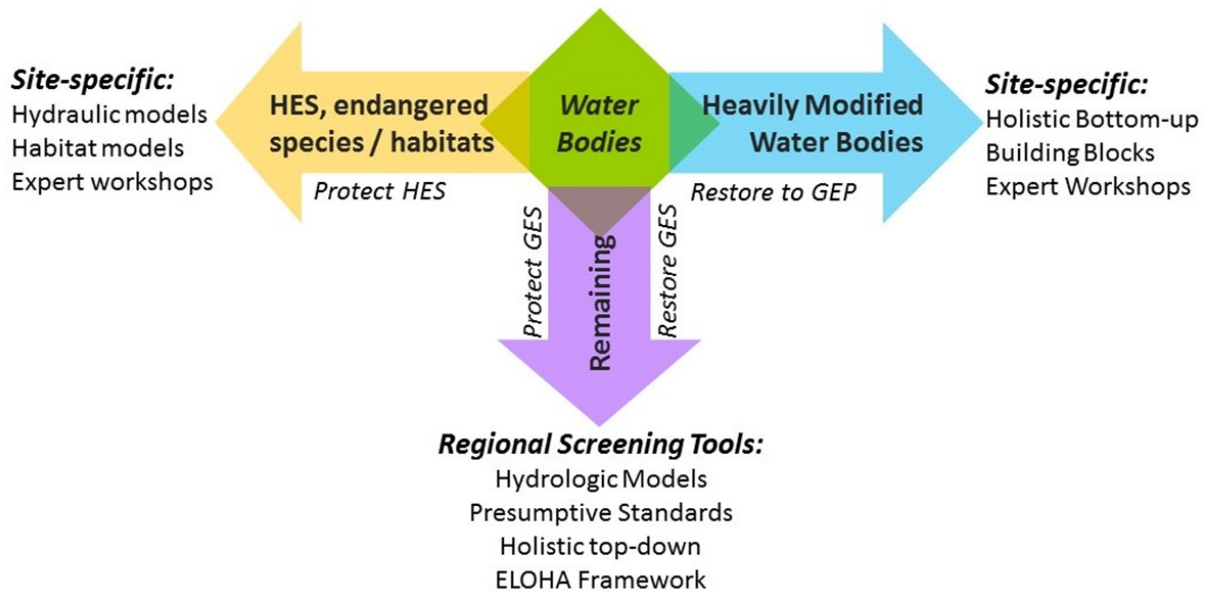 Site-specific:
Hydraulic models
Habitat models
Expert workshops
HES, endangered
species / habitats
Protect HES
Water
Bodies
Heavily Modified
Water Bodies
Restore to GEP
Site-specific:
Holistic Bottom-up
Building Blocks
Expert Workshops
Protect GES
Remaining
Restore GES
Regional Screening Tools:
Hydrologic Models
Presumptive Standards
Holistic top-down
ELOHA Framework